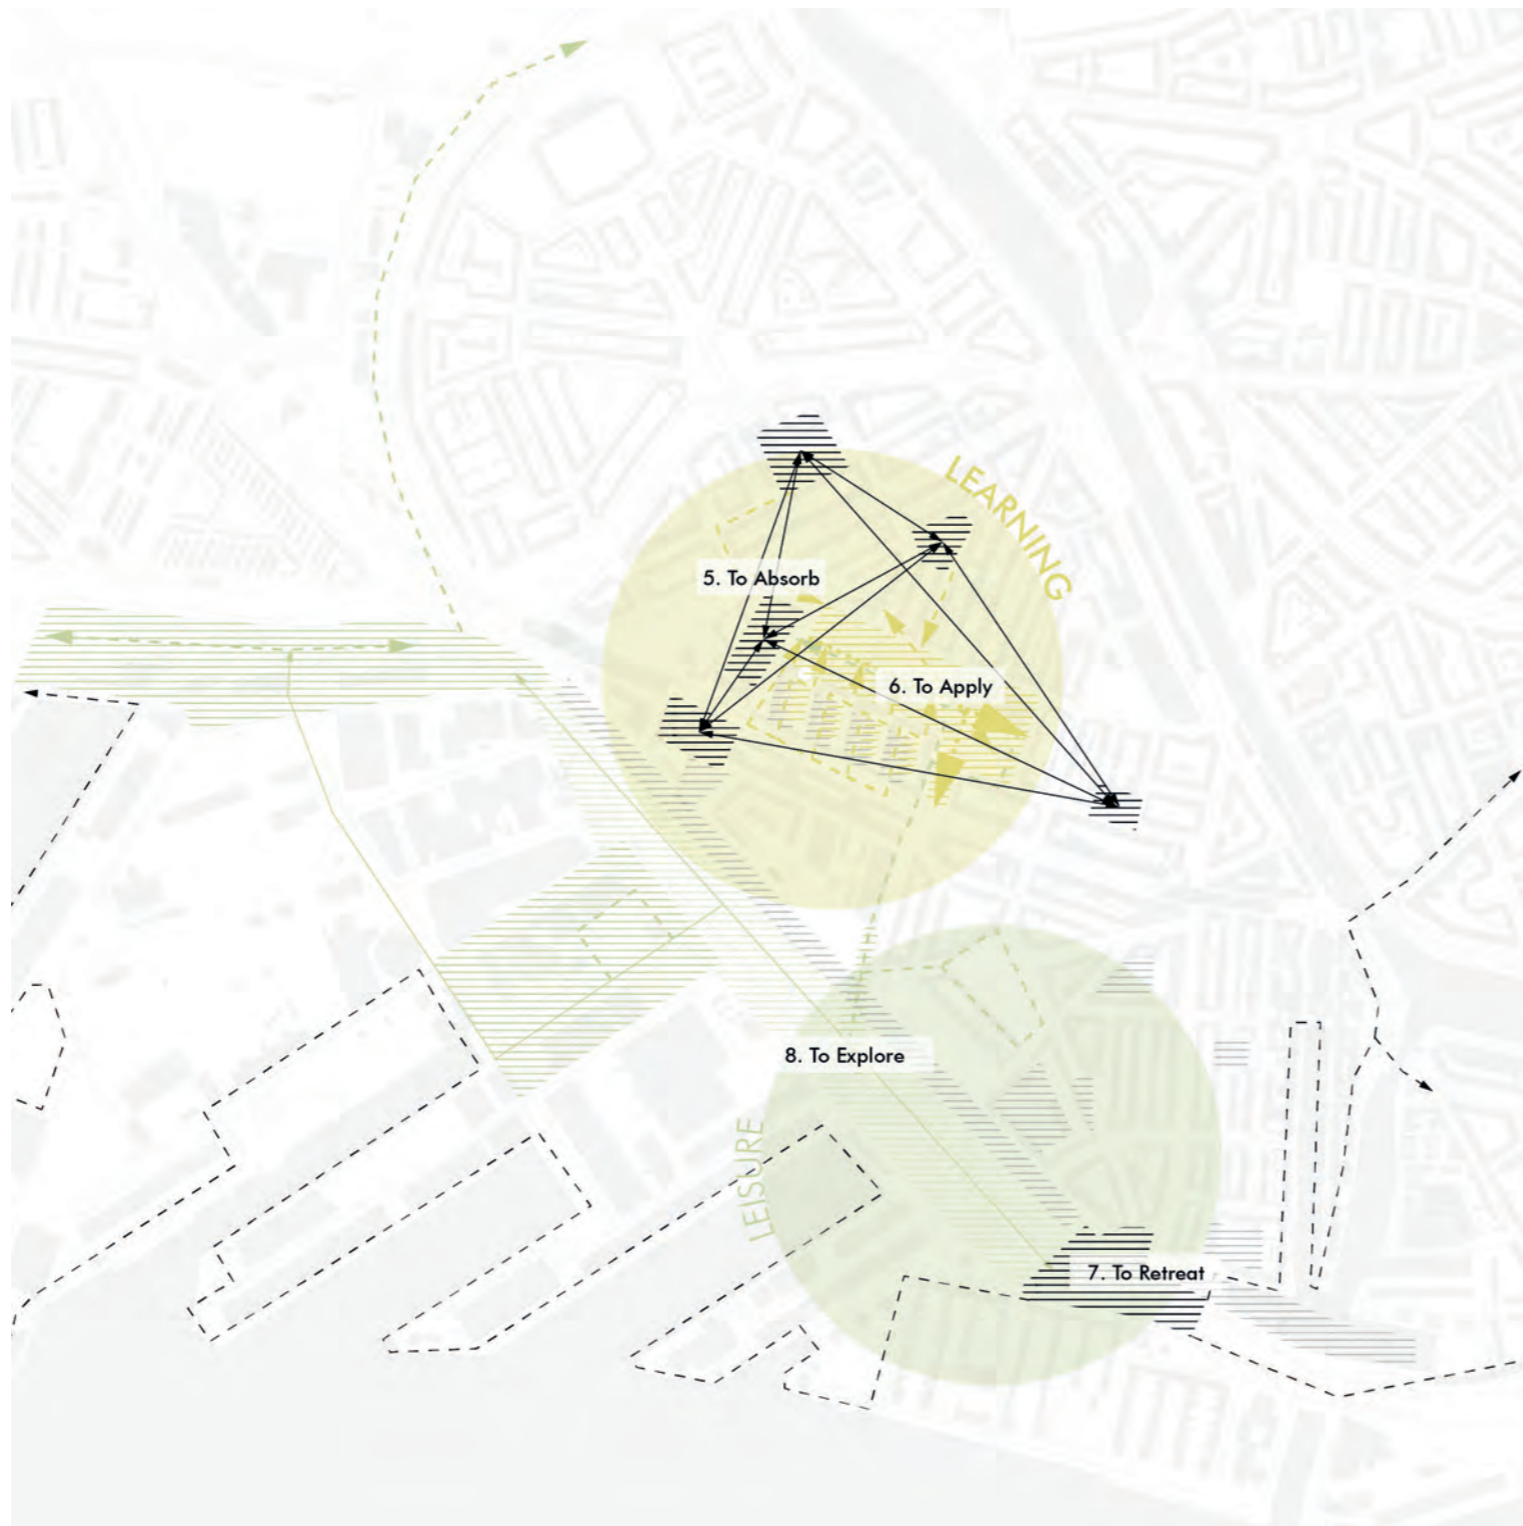 LEARNING
5. To Absorb
6. To Apply
8. To Explore
LEISURE
7. To Retreat